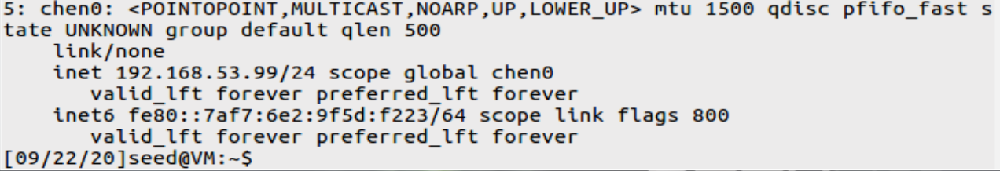 5: chen0: <POINTOPOINT,MULTICAST,NOARP,UP,LOWER_UP> mtu 1500 qdisc pfifo_fast s
tate UNKNOWN group default qlen 500
    link/none
    inet 192.168.53.99/24 scope global chen0
       valid_lft forever preferred_lft forever
    inet6 fe80::7af7:6e2:9f5d:f223/64 scope link flags 800
       valid_lft forever preferred_lft forever
[09/22/20]seed@VM:~$